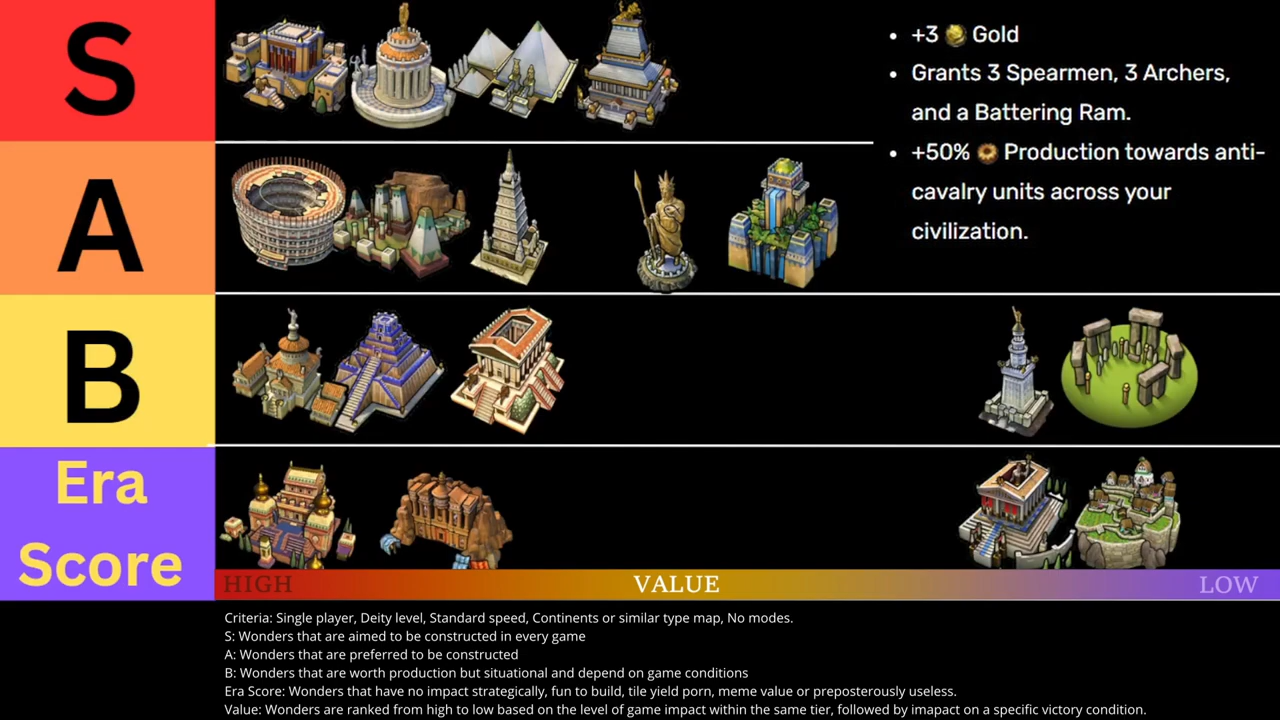 S
+3 Gold
Grants 3 Spearmen, 3 Archers,
and a Battering Ram.
+50% Production towards anti-
cavalry units across your
civilization.
A
B
Era
Score
HIGH VALUE LOW
Criteria: Single player, Deity level, Standard speed, Continents or similar type map, No modes.
S: Wonders that are aimed to be constructed in every game
A: Wonders that are preferred to be constructed
B: Wonders that are worth production but situational and depend on game conditions
Era Score: Wonders that have no impact strategically, fun to build, tile yield porn, meme value or preposterously useless.
Value: Wonders are ranked from high to low based on the level of game impact within the same tier, followed by imapact on a specific victory condition.